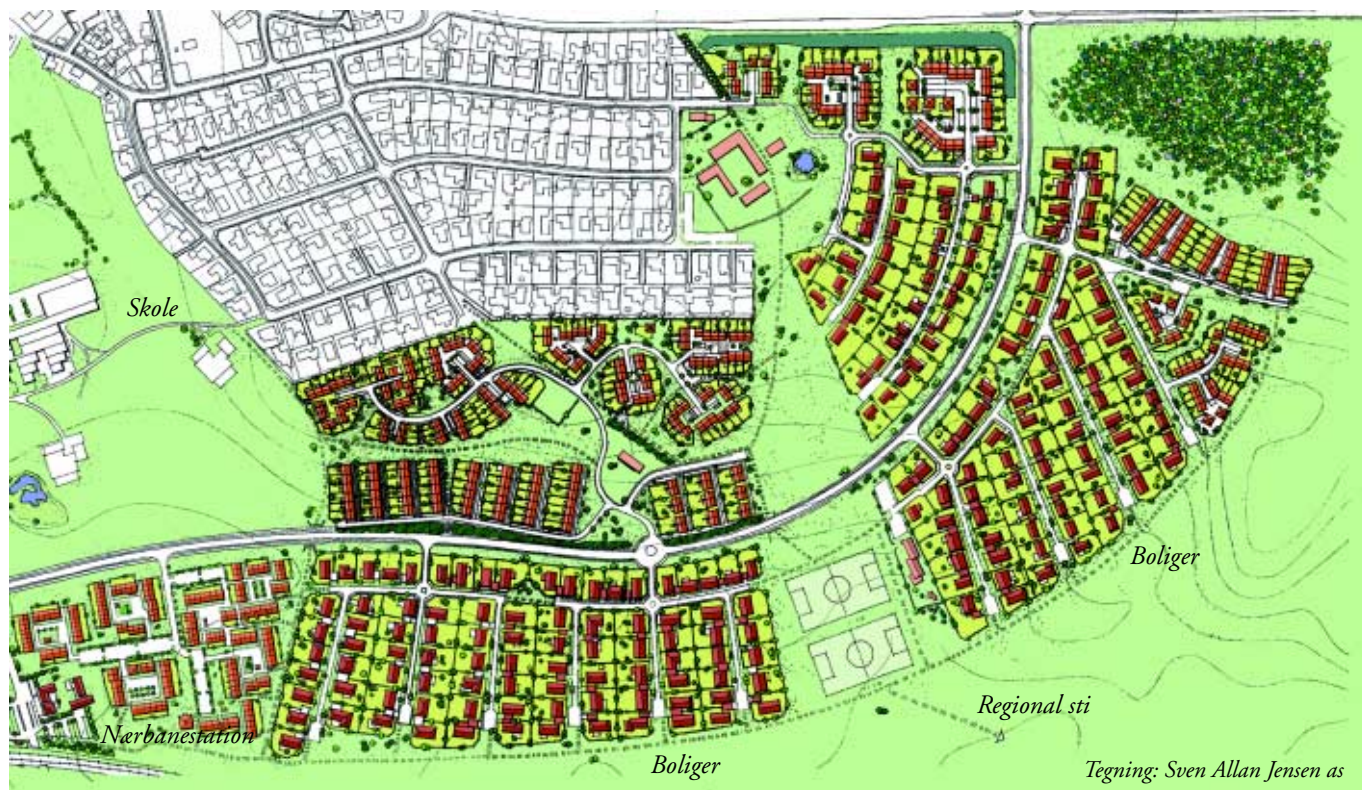 Skole
Boliger
Regional sti
Nærbanestation
Boliger
Tegning: Sven Allan Jensen as